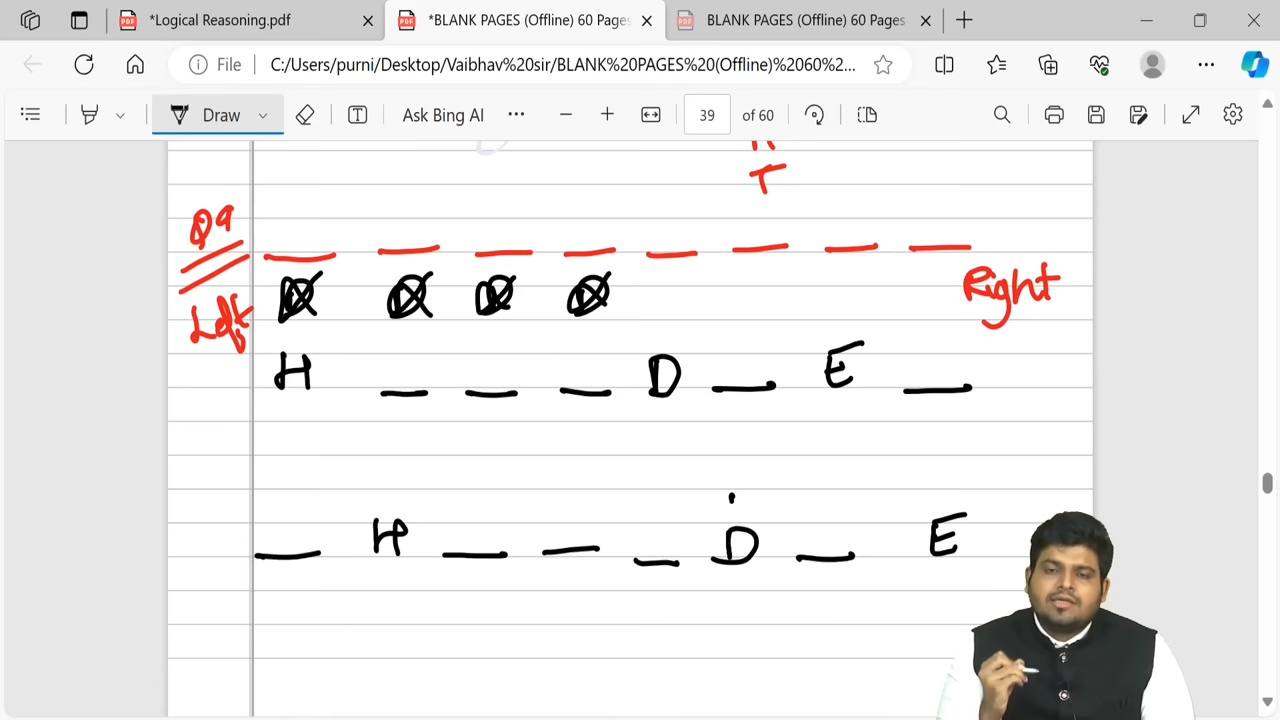 *Logical Reasoning.pdf
*BLANK PAGES (Offline) 60 Pages
BLANK PAGES (Offline) 60 Pages
File C:/Users/purni/Desktop/Vaibhav%20sir/BLANK%20PAGES%20(Offline)%2060%2...
Draw Ask Bing AI 39 of 60
T
Q9
Left Right
H _ _ _ D _ E _
_ H _ _ _ D _ E